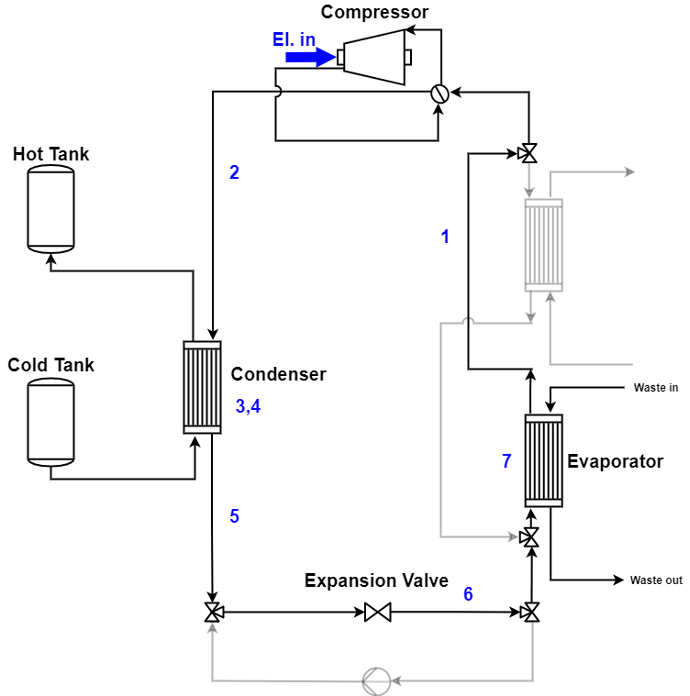 Compressor
El. in
Hot Tank
2
1
Cold Tank
Condenser
3,4
Waste in
7
Evaporator
5
Expansion Valve
6
Waste out